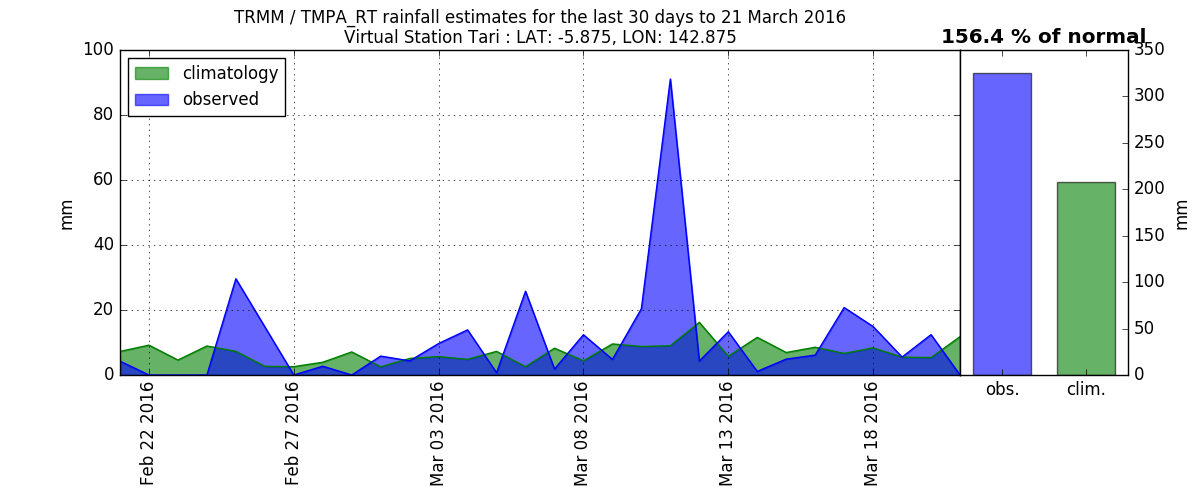 TRMM / TMPA_RT rainfall estimates for the last 30 days to 21 March 2016
Virtual Station Tari : LAT: -5.875, LON: 142.875
156.4 % of normal
climatology
observed
100
80
60
40
20
0
mm
Feb 22 2016
Feb 27 2016
Mar 03 2016
Mar 08 2016
Mar 13 2016
Mar 18 2016
350
300
250
200
150
100
50
0
mm
obs.
clim.